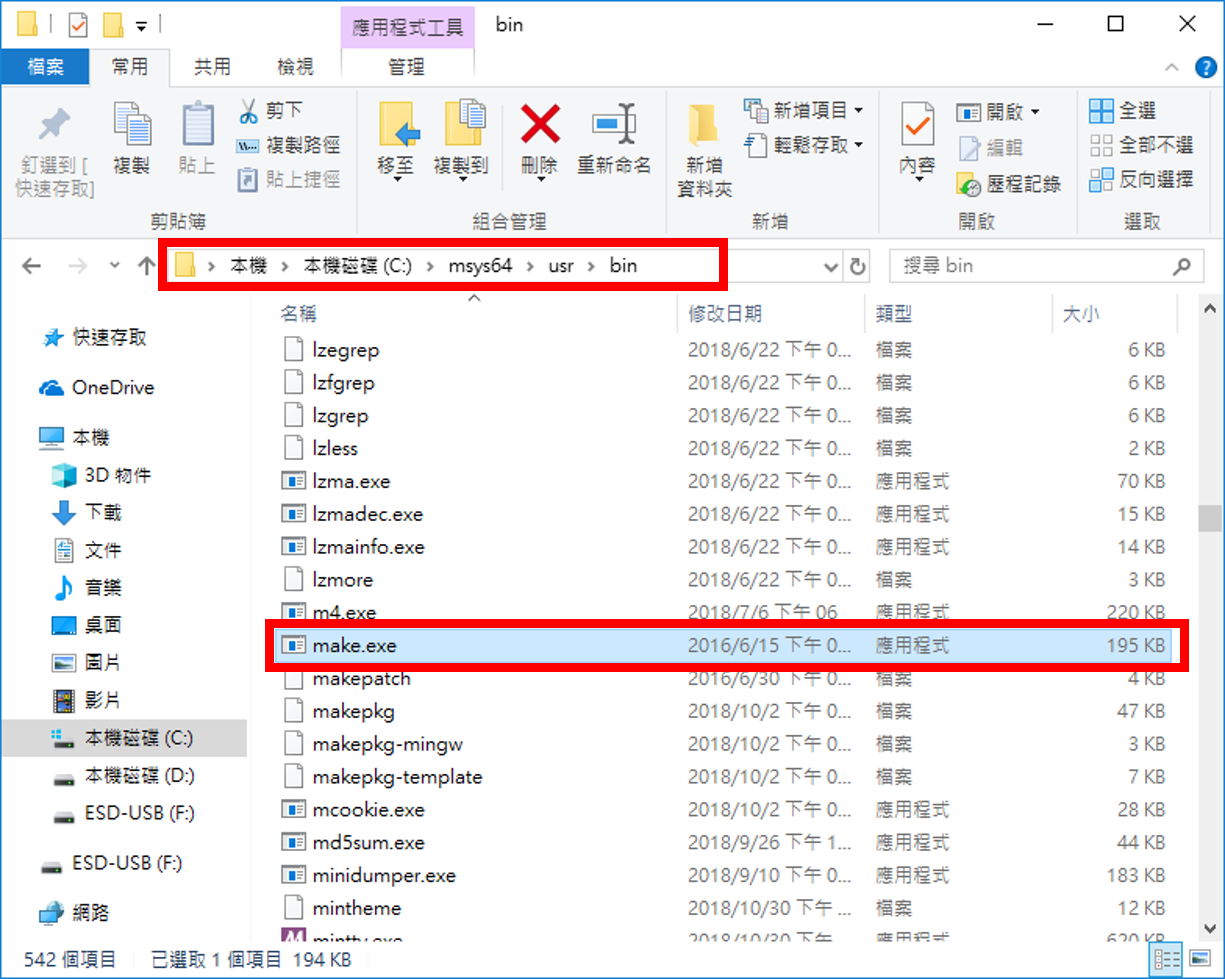 應用程式工具 bin
檔案 常用 共用 檢視 管理
釘選到 [
快速存取]
複製
貼上
剪下
複製路徑
貼上捷徑
剪貼簿
移至
複製到
刪除
重新命名
組合管理
新增
資料夾
新增項目
輕鬆存取
新增
內容
開啟
編輯
歷程記錄
開啟
全選
全部不選
反向選擇
選取
本機 本機磁碟 (C:) msys64 usr bin
搜尋 bin
快速存取
OneDrive
本機
3D 物件
下載
文件
音樂
桌面
圖片
影片
本機磁碟 (C:)
本機磁碟 (D:)
ESD-USB (F:)
ESD-USB (F:)
網路
名稱 修改日期 類型 大小
lzegrep 2018/6/22 下午 0... 檔案 6 KB
lzfgrep 2018/6/22 下午 0... 檔案 6 KB
lzgrep 2018/6/22 下午 0... 檔案 6 KB
lzless 2018/6/22 下午 0... 檔案 2 KB
lzma.exe 2018/6/22 下午 0... 應用程式 70 KB
lzmadec.exe 2018/6/22 下午 0... 應用程式 15 KB
lzmainfo.exe 2018/6/22 下午 0... 應用程式 14 KB
lzmore 2018/6/22 下午 0... 檔案 3 KB
m4.exe 2018/7/6 下午 06 應用程式 220 KB
make.exe 2016/6/15 下午 0... 應用程式 195 KB
makepatch 2016/6/30 下午 0... 檔案 4 KB
makepkg 2018/10/2 下午 0... 檔案 47 KB
makepkg-mingw 2018/10/2 下午 0... 檔案 3 KB
makepkg-template 2018/10/2 下午 0... 檔案 7 KB
mcookie.exe 2018/10/2 下午 0... 應用程式 28 KB
md5sum.exe 2018/9/26 下午 1... 應用程式 44 KB
minidumper.exe 2018/9/10 下午 0... 應用程式 183 KB
mintheme 2018/10/30 下午 ... 檔案 12 KB
mintty.exe 2018/10/30 下午 ... 應用程式 620 KB
542 個項目 已選取 1 個項目 194 KB